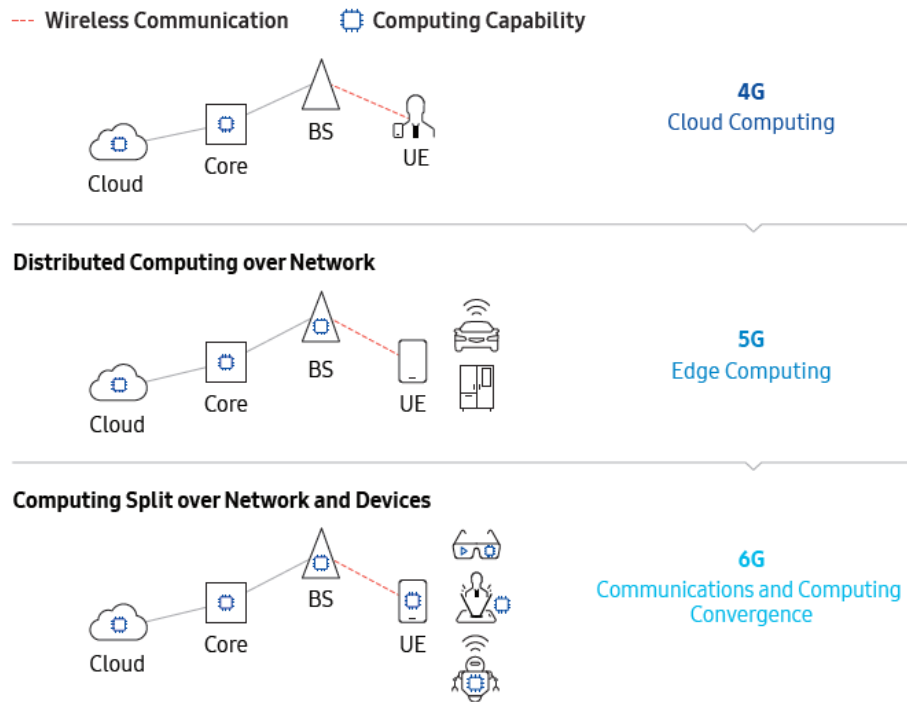 Wireless Communication
Computing Capability
4G
Cloud Computing
BS
UE
Core
Cloud
Distributed Computing over Network
5G
Edge Computing
BS
UE
Core
Cloud
Computing Split over Network and Devices
6G
Communications and Computing
Convergence
BS
UE
Core
Cloud